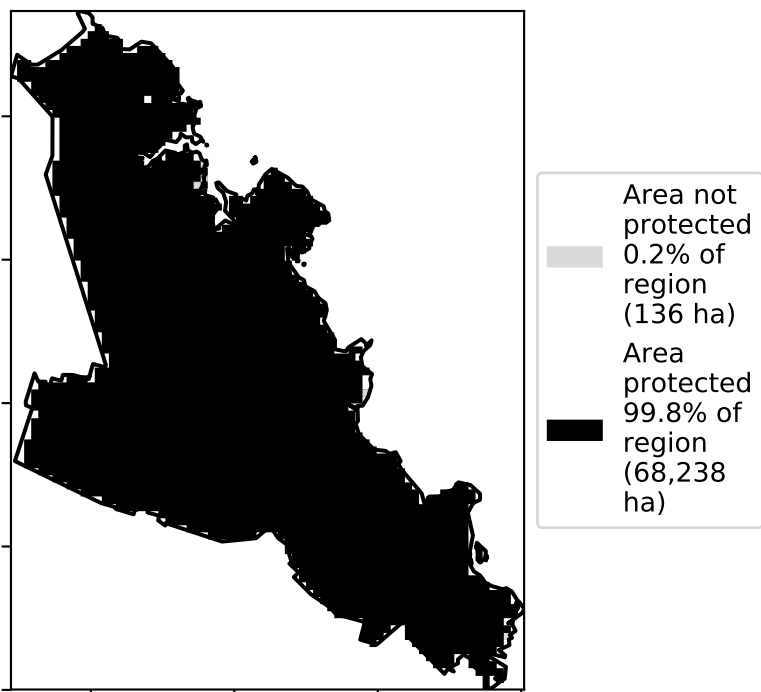 Area not
protected
0.2% of
region
(136 ha)
Area
protected
99.8% of
region
(68,238
ha)